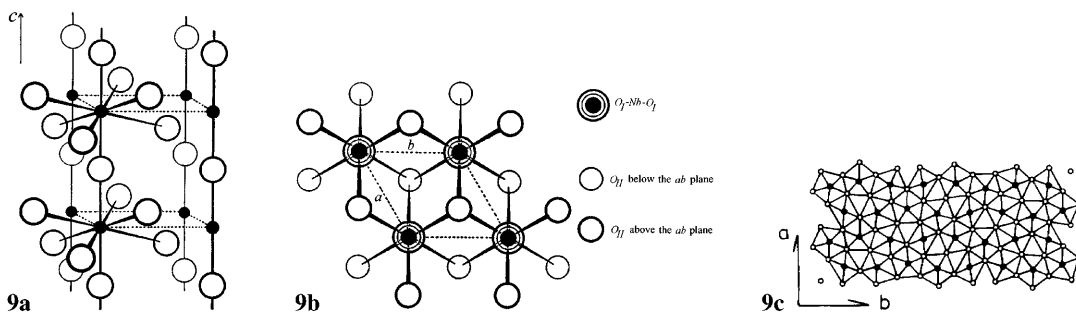 c
9a
b
a
9b
O_I-Nb-O_I
O_II below the ab plane
O_II above the ab plane
a
b
9c